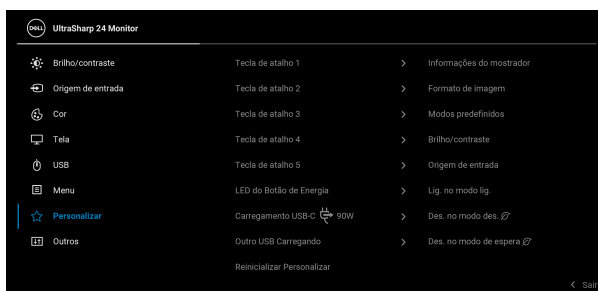 DELL UltraSharp 24 Monitor
Brilho/contraste Tecla de atalho 1 Informações do mostrador
Origem de entrada Tecla de atalho 2 Formato de imagem
Cor Tecla de atalho 3 Modos predefinidos
Tela Tecla de atalho 4 Brilho/contraste
USB Tecla de atalho 5 Origem de entrada
Menu LED do Botão de Energia Lig. no modo lig.
Personalizar Carregamento USB-C 90W Des. no modo des.
Outros Outro USB Carregando Des. no modo de espera
Reinicializar Personalizar
Sair